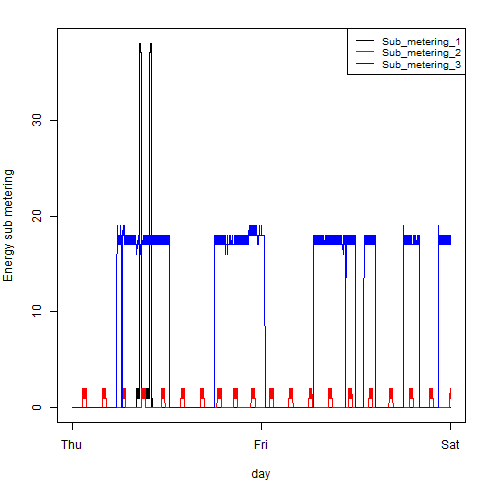 Sub_metering_1
Sub_metering_2
Sub_metering_3
Energy sub metering
30
20
10
0
Thu
Fri
Sat
day